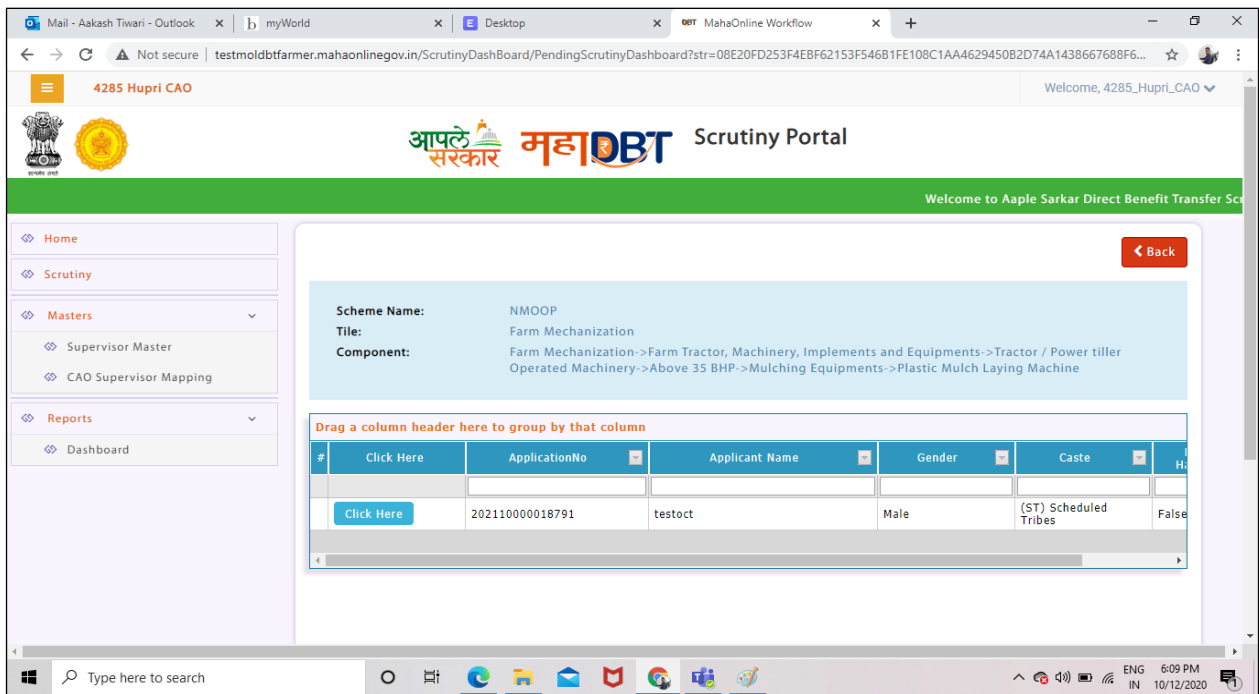 Mail - Aakash Tiwari - Outlook
myWorld
Desktop
MahaOnline Workflow
Not secure | testmoldbtfarmer.mahaonlinegov.in/ScrutinyDashBoard/PendingScrutinyDashboard?str=08E20FD253F4EBF62153F546B1FE108C1AA4629450B2D74A1438667688F6...
4285 Hupri CAO
Welcome, 4285_Hupri_CAO
आपले सरकार
महाDBT
Scrutiny Portal
Welcome to Aaple Sarkar Direct Benefit Transfer Scr
Home
Scrutiny
Masters
Supervisor Master
CAO Supervisor Mapping
Reports
Dashboard
Back
Scheme Name: NMOOP
Tile: Farm Mechanization
Component: Farm Mechanization->Farm Tractor, Machinery, Implements and Equipments->Tractor / Power tiller
Operated Machinery->Above 35 BHP->Mulching Equipments->Plastic Mulch Laying Machine
Drag a column header here to group by that column
# Click Here ApplicationNo Applicant Name Gender Caste
Click Here 202110000018791 testoct Male (ST) Scheduled Tribes False
Type here to search
ENG 6:09 PM
IN 10/12/2020